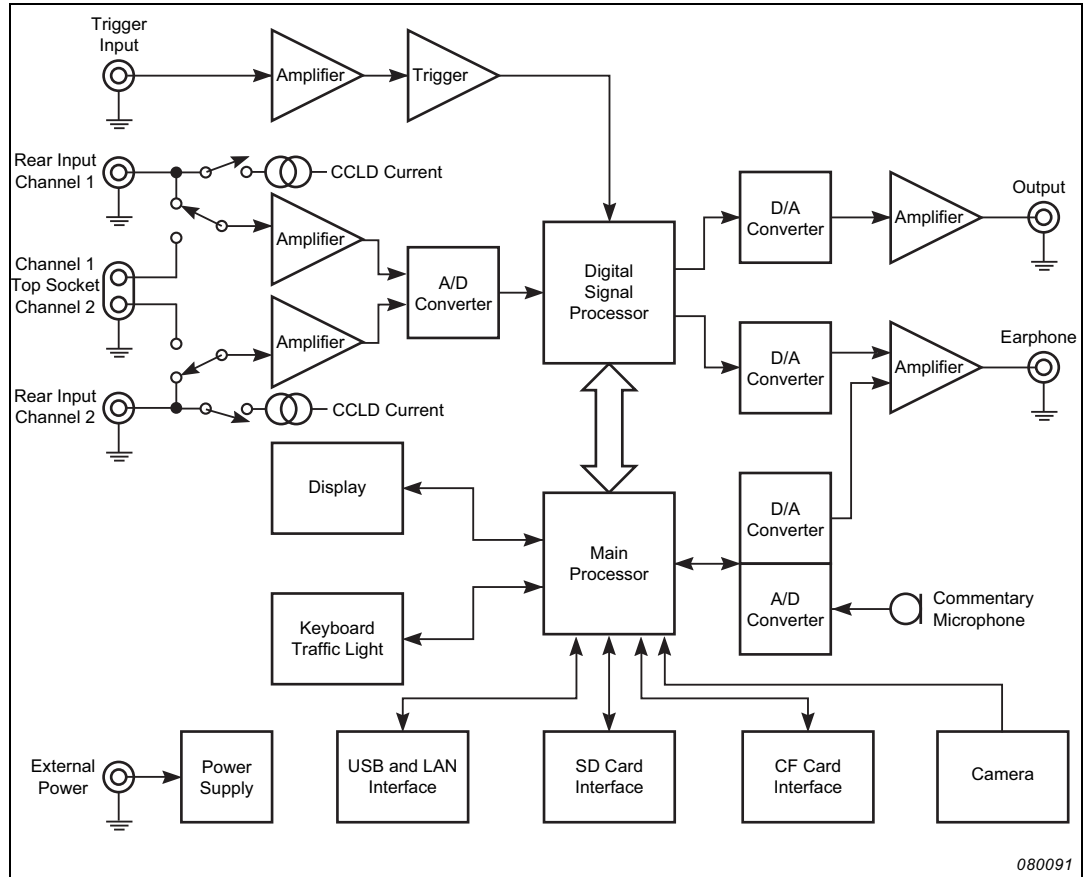 Trigger
Input
Amplifier
Trigger
Rear Input
Channel 1
CCLD Current
Amplifier
Channel 1
Top Socket
Channel 2
Amplifier
A/D
Converter
Digital
Signal
Processor
D/A
Converter
Amplifier
Output
D/A
Converter
Amplifier
Earphone
Rear Input
Channel 2
CCLD Current
Display
Keyboard
Traffic Light
Main
Processor
D/A
Converter
A/D
Converter
Commentary
Microphone
External
Power
Power
Supply
USB and LAN
Interface
SD Card
Interface
CF Card
Interface
Camera
080091